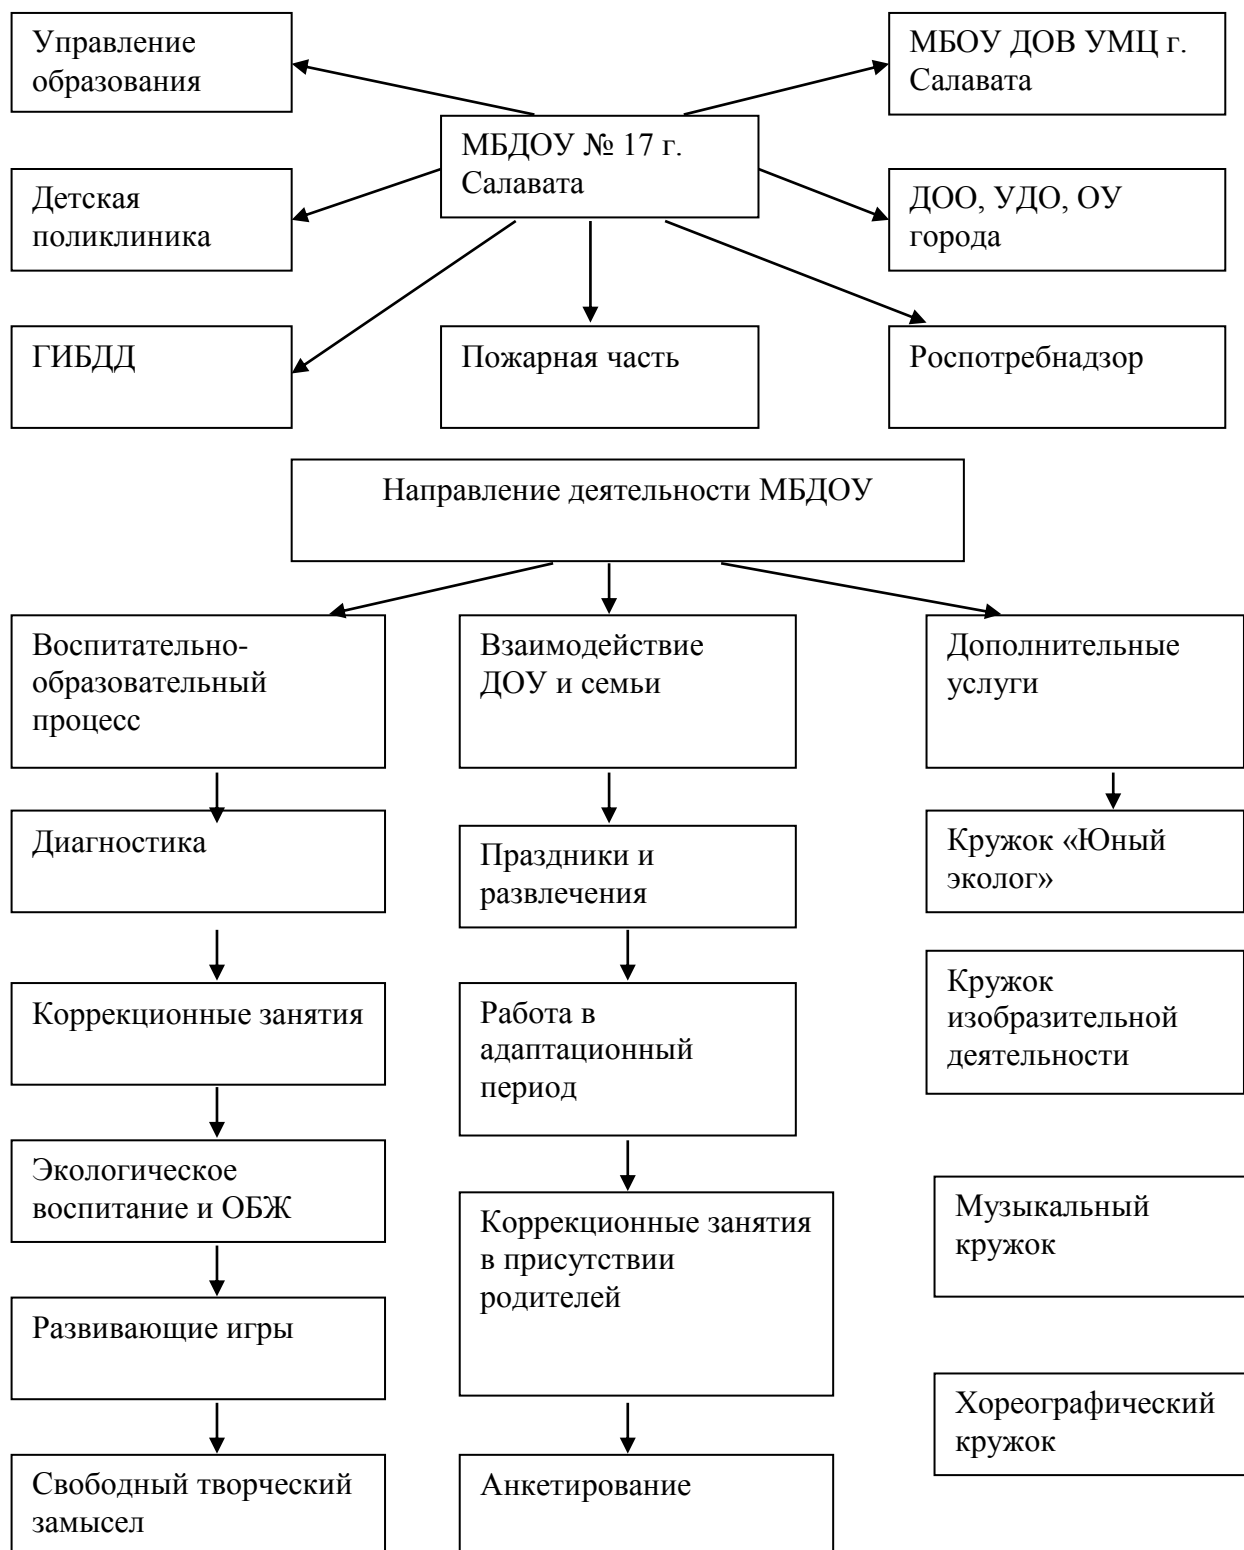 Управление
образования
МБОУ ДОВ УМЦ г.
Салавата
МБДОУ № 17 г.
Салавата
Детская
поликлиника
ДОО, УДО, ОУ
города
ГИБДД
Пожарная часть
Роспотребнадзор
Направление деятельности МБДОУ
Воспитательно-
образовательный
процесс
Взаимодействие
ДОУ и семьи
Дополнительные
услуги
Диагностика
Праздники и
развлечения
Кружок «Юный
эколог»
Коррекционные занятия
Работа в
адаптационный
период
Кружок
изобразительной
деятельности
Экологическое
воспитание и ОБЖ
Коррекционные занятия
в присутствии
родителей
Музыкальный
кружок
Развивающие игры
Хореографический
кружок
Свободный творческий
замысел
Анкетирование